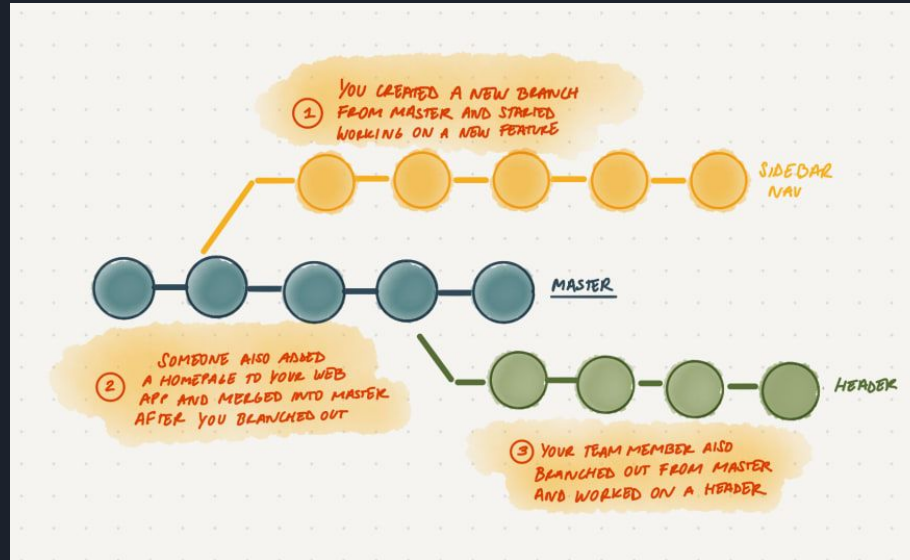 1
YOU CREATED A NEW BRANCH
FROM MASTER AND STARTED
WORKING ON A NEW FEATURE
SIDEBAR
NAV
MASTER
2
SOMEONE ALSO ADDED
A HOMEPAGE TO YOUR WEB
APP AND MERGED INTO MASTER
AFTER YOU BRANCHED OUT
HEADER
3 YOUR TEAM MEMBER ALSO
BRANCHED OUT FROM MASTER
AND WORKED ON A HEADER